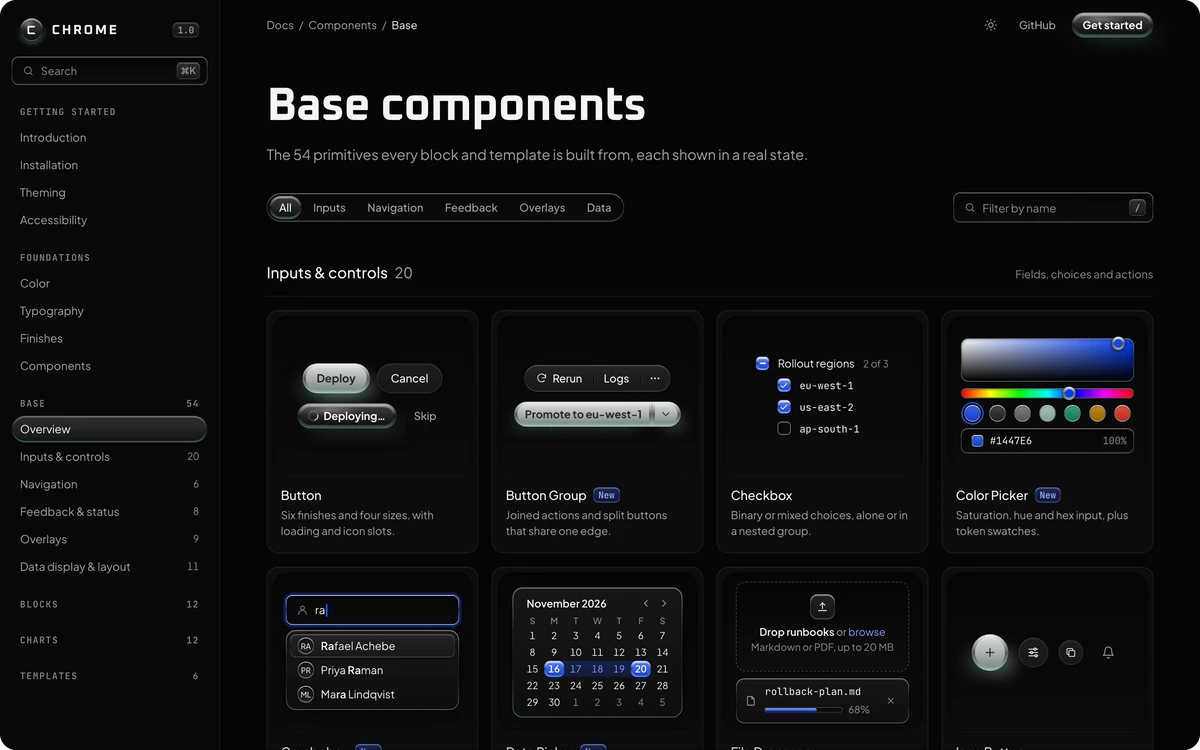 C CHROME 1.0
Search ⌘K
GETTING STARTED
Introduction
Installation
Theming
Accessibility
FOUNDATIONS
Color
Typography
Finishes
Components
BASE 54
Overview
Inputs & controls 20
Navigation 6
Feedback & status 8
Overlays 9
Data display & layout 11
BLOCKS 12
CHARTS 12
TEMPLATES 6
Docs / Components / Base
GitHub
Get started
Base components
The 54 primitives every block and template is built from, each shown in a real state.
All Inputs Navigation Feedback Overlays Data
Filter by name /
Inputs & controls 20
Fields, choices and actions
Deploy Cancel
Deploying... Skip
Button
Six finishes and four sizes, with
loading and icon slots.
Rerun Logs ...
Promote to eu-west-1
Button Group New
Joined actions and split buttons
that share one edge.
Rollout regions 2 of 3
eu-west-1
us-east-2
ap-south-1
Checkbox
Binary or mixed choices, alone or in
a nested group.
#1447E6 100%
Color Picker New
Saturation, hue and hex input, plus
token swatches.
ra
RA Rafael Achebe
PR Priya Raman
ML Mara Lindqvist
November 2026
S M T W T F S
1 2 3 4 5 6 7
8 9 10 11 12 13 14
15 16 17 18 19 20 21
22 23 24 25 26 27 28
29 30 1 2 3 4 5
Drop runbooks or browse
Markdown or PDF, up to 20 MB
rollback-plan.md
68%